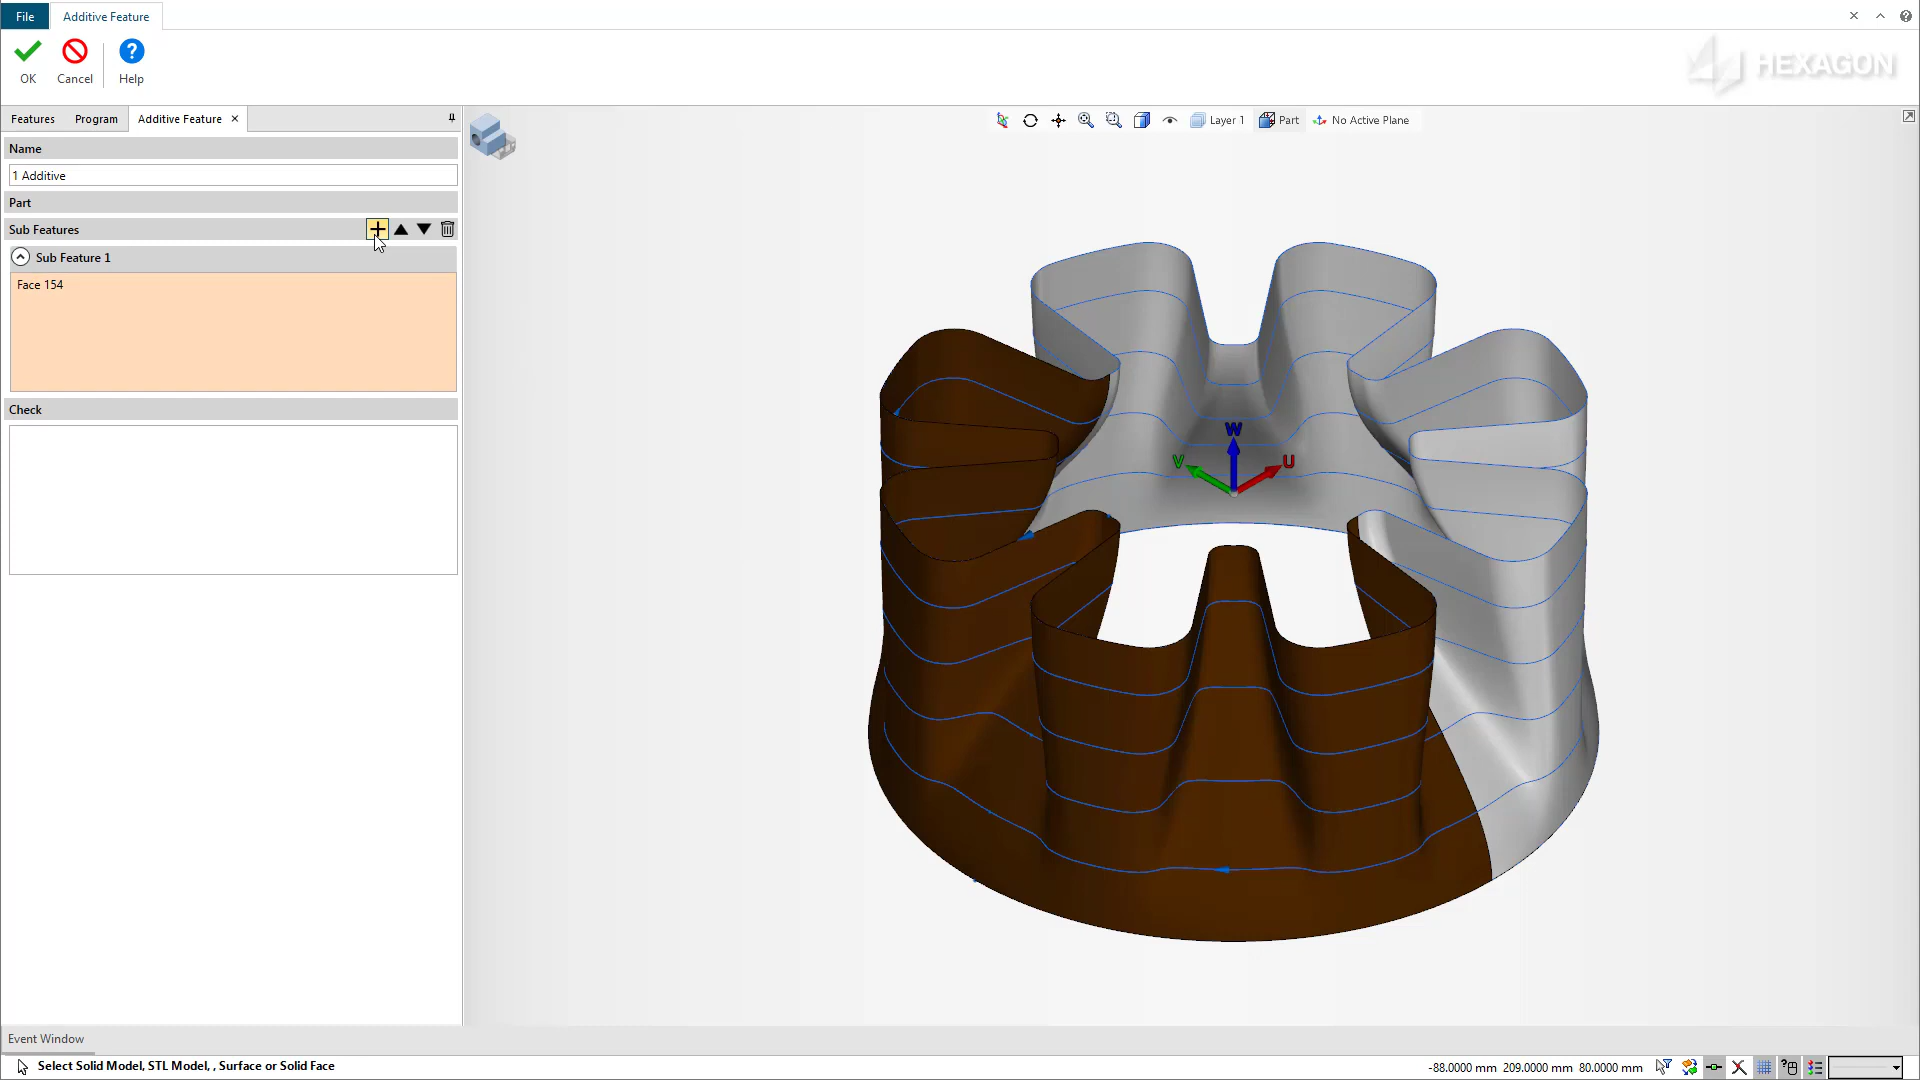 File
Additive Feature
OK
Cancel
Help
HEXAGON
Features
Program
Additive Feature
Layer 1
Part
No Active Plane
Name
1 Additive
Part
Sub Features
Sub Feature 1
Face 154
Check
W
V
U
Event Window
Select Solid Model, STL Model, , Surface or Solid Face
-88.0000 mm 209.0000 mm 80.0000 mm